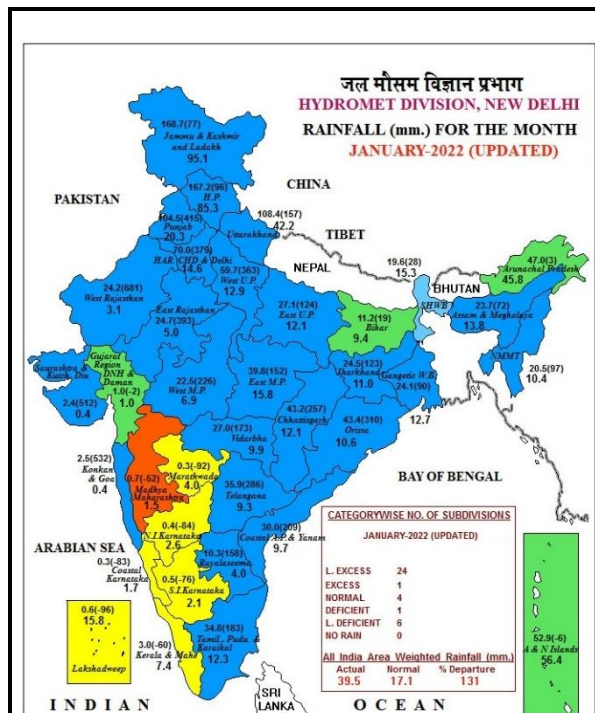 जल मौसम विज्ञान प्रभाग
HYDROMET DIVISION, NEW DELHI
RAINFALL (mm.) FOR THE MONTH
JANUARY-2022 (UPDATED)
168.7(77)
Jammu & Kashmir
and Ladakh
95.1
CHINA
PAKISTAN
167.2(96)
H.P.
85.3
104.5(415)
Punjab
20.3
108.4(157)
Uttarakhand
42.2
TIBET
70.0(379)
HAR. CHD & Delhi
14.6
NEPAL
59.7(363)
West U.P.
12.9
19.6(28)
15.3
SHWB
BHUTAN
47.0(3)
Arunachal Pradesh
45.8
24.2(681)
West Rajasthan
3.1
East Rajasthan
24.7(393)
5.0
27.1(124)
East U.P.
12.1
11.2(19)
Bihar
9.4
23.7(72)
Assam & Meghalaya
13.8
NMMT
20.5(97)
10.4
Gujarat
Region
DNH &
Daman
1.0(-2)
1.0
Saurashtra &
Kutch, Diu
2.4(512)
0.4
22.5(226)
West M.P.
6.9
39.8(152)
East M.P.
15.8
24.5(123)
Jharkhand
11.0
Gangetic W.B.
24.1(90)
12.7
43.2(257)
Chhattisgarh
12.1
43.4(310)
Orissa
10.6
27.0(173)
Vidarbha
9.9
2.5(532)
Konkan
& Goa
0.4
0.7(-52)
Madhya
Maharashtra
1.5
0.3(-92)
Marathwada
4.0
35.9(286)
Telangana
9.3
BAY OF BENGAL
0.4(-84)
N.I.Karnataka
2.6
30.0(209)
Coastal A.P. & Yanam
9.7
ARABIAN SEA
0.3(-83)
Coastal
Karnataka
1.7
10.3(158)
Rayalaseema
4.0
0.5(-76)
S.I.Karnataka
2.1
0.6(-96)
15.8
Lakshadweep
34.8(183)
Tamil., Pudu. &
Karaikal
12.3
3.0(-60)
Kerala & Mahe
7.4
CATEGORYWISE NO. OF SUBDIVISIONS
JANUARY-2022 (UPDATED)
L. EXCESS 24
EXCESS 1
NORMAL 4
DEFICIENT 1
L. DEFICIENT 6
NO RAIN 0
All India Area Weighted Rainfall (mm.)
Actual Normal % Departure
39.5 17.1 131
52.9(-6)
A & N Islands
56.4
SRI
LANKA
INDIAN OCEAN